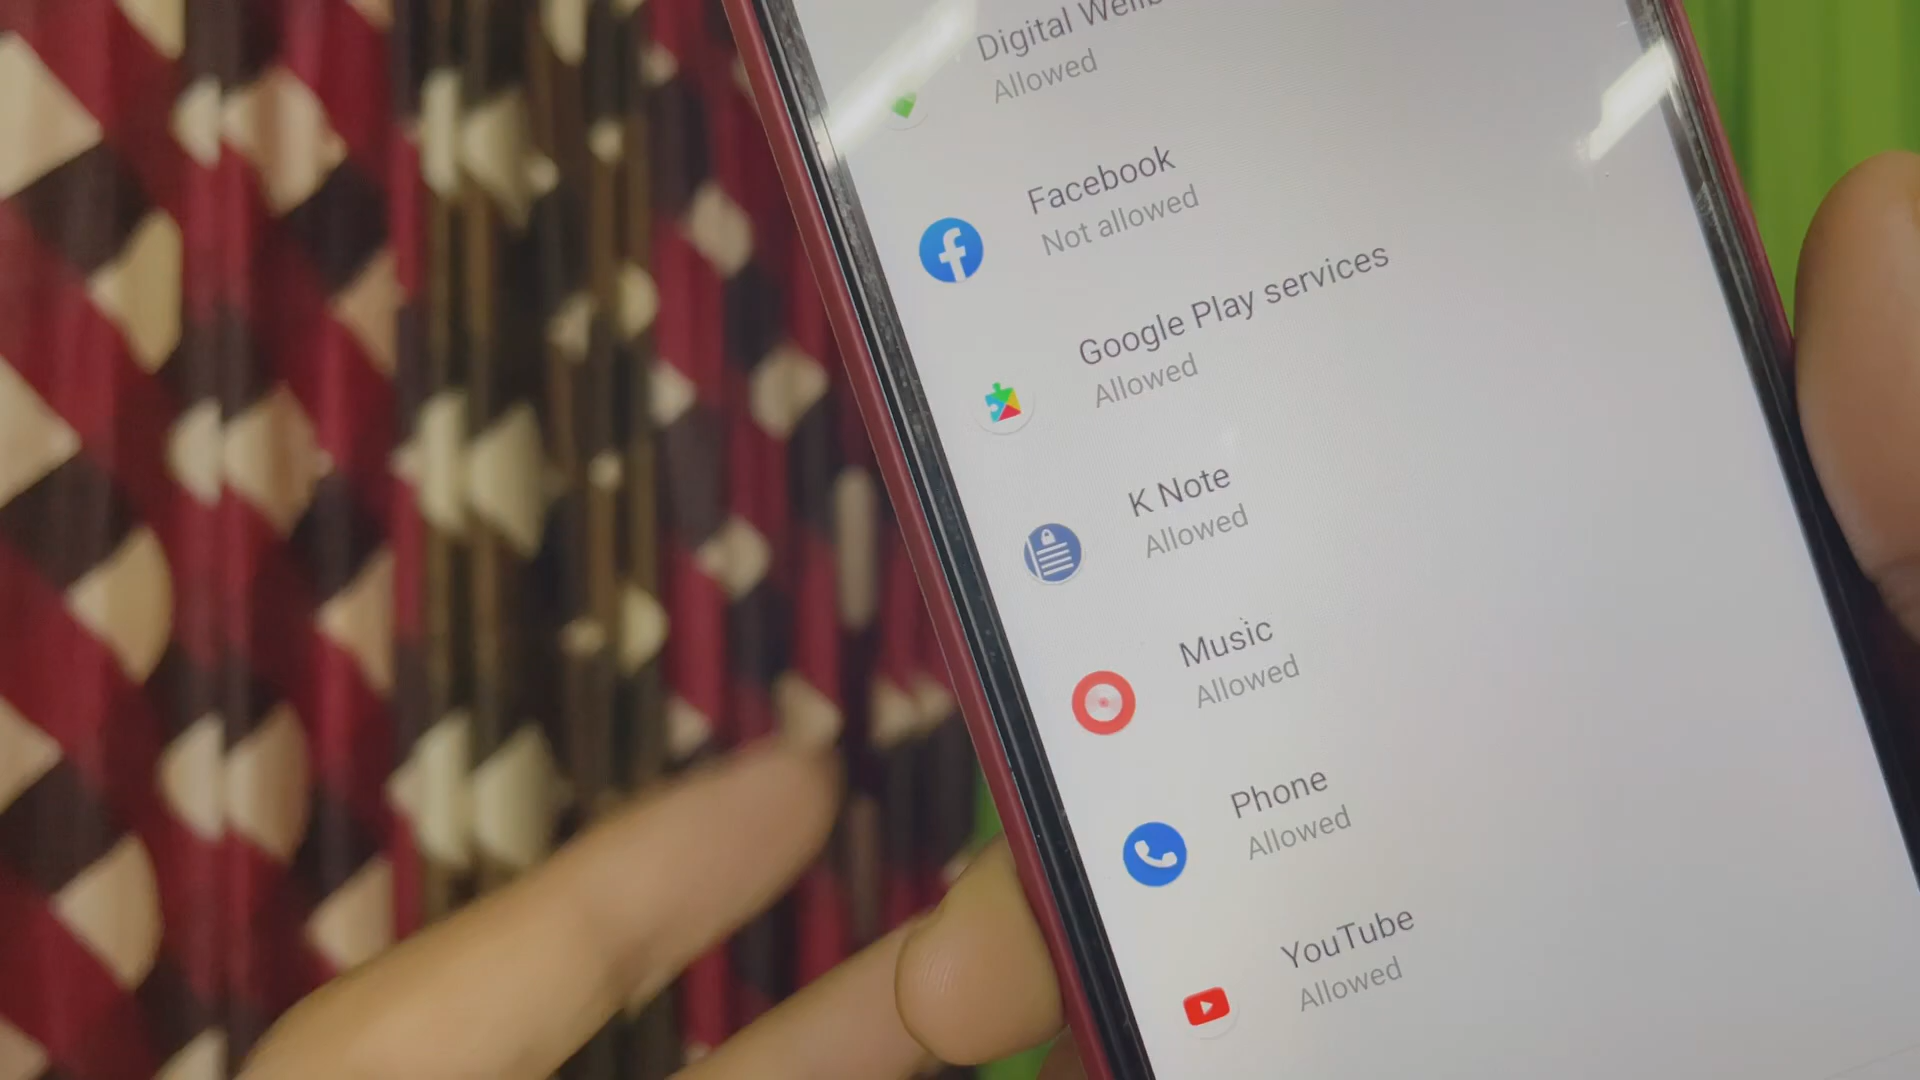 Digital
Allowed
Facebook
Not allowed
Google Play services
Allowed
K Note
Allowed
Music
Allowed
Phone
Allowed
YouTube
Allowed